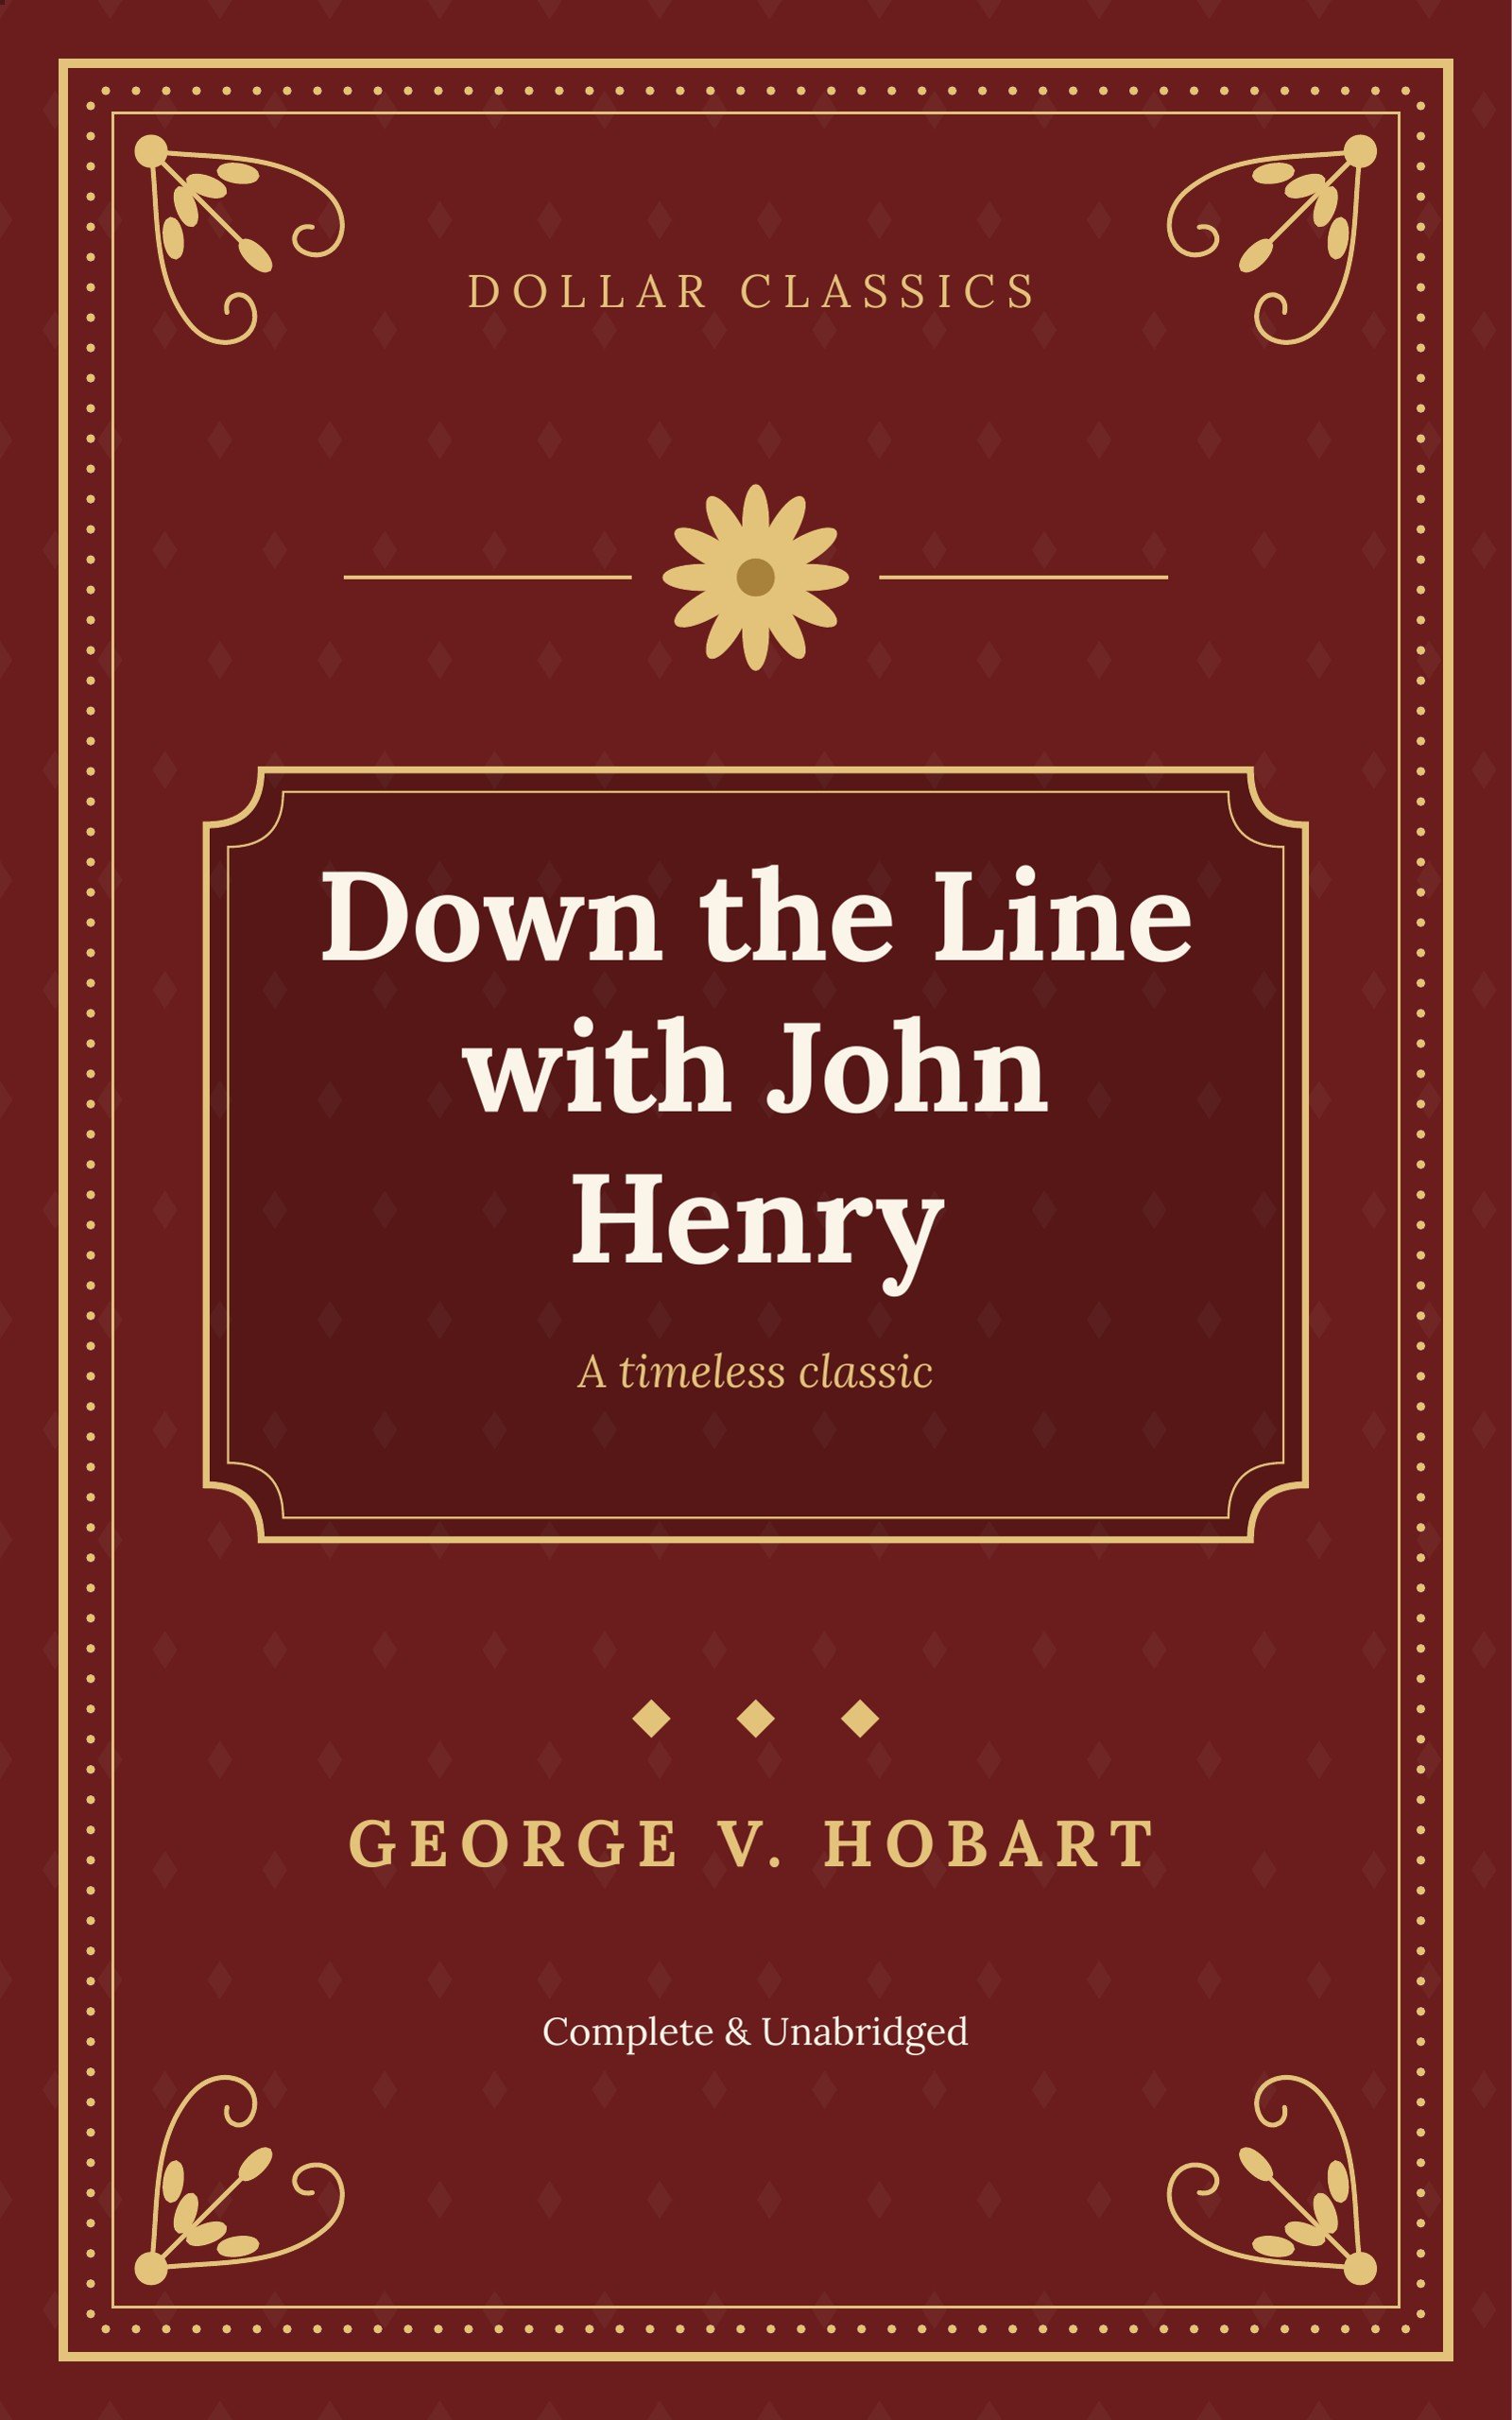 DOLLAR CLASSICS
Down the Line
with John
Henry
A timeless classic
GEORGE V. HOBART
Complete & Unabridged